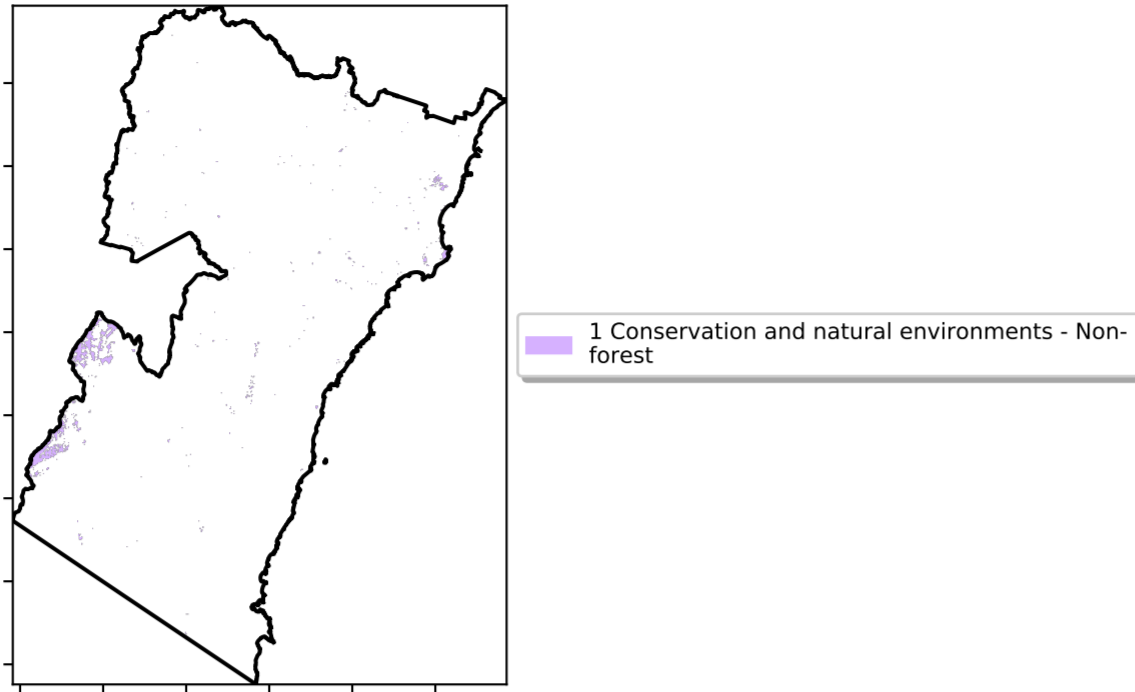 1 Conservation and natural environments - Non-
forest